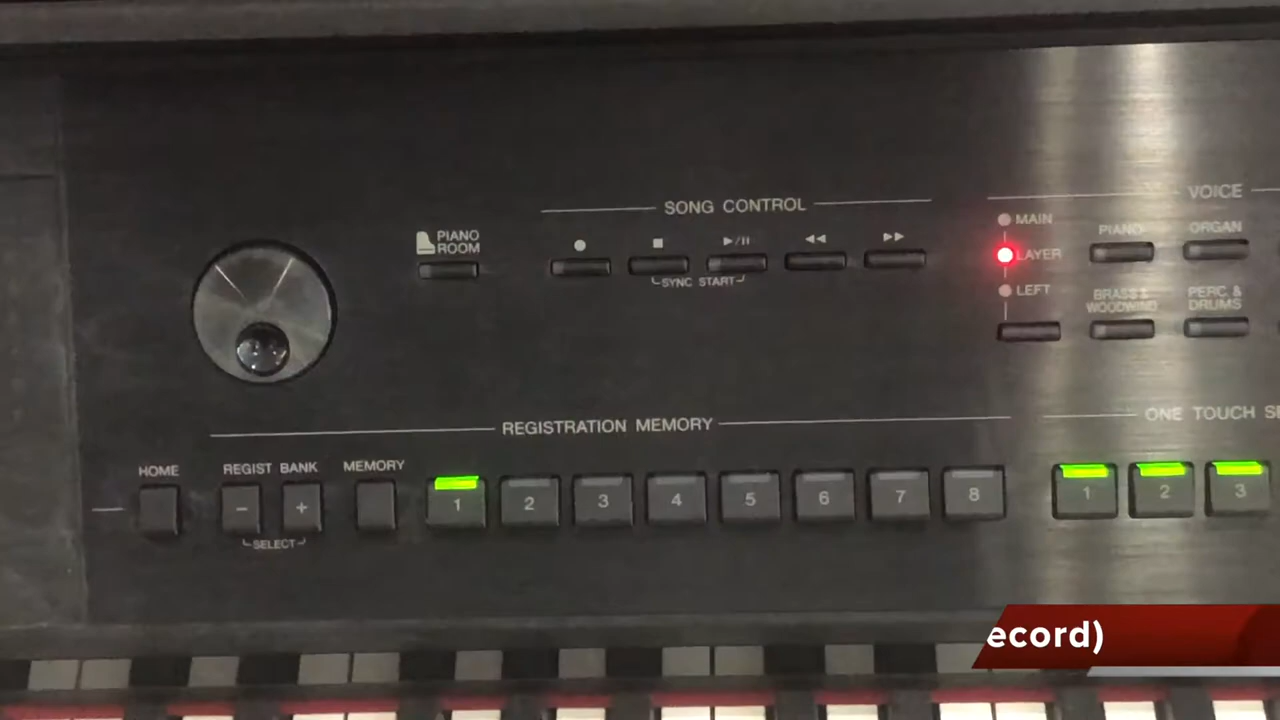 PIANO
ROOM
SONG CONTROL
SYNC START
VOICE
MAIN
LAYER
LEFT
PIANO
ORGAN
BRASS &
WOODWIND
PERC. &
DRUMS
REGISTRATION MEMORY
ONE TOUCH SE
HOME
REGIST BANK
MEMORY
- +
SELECT
1 2 3 4 5 6 7 8
1 2 3
ecord)